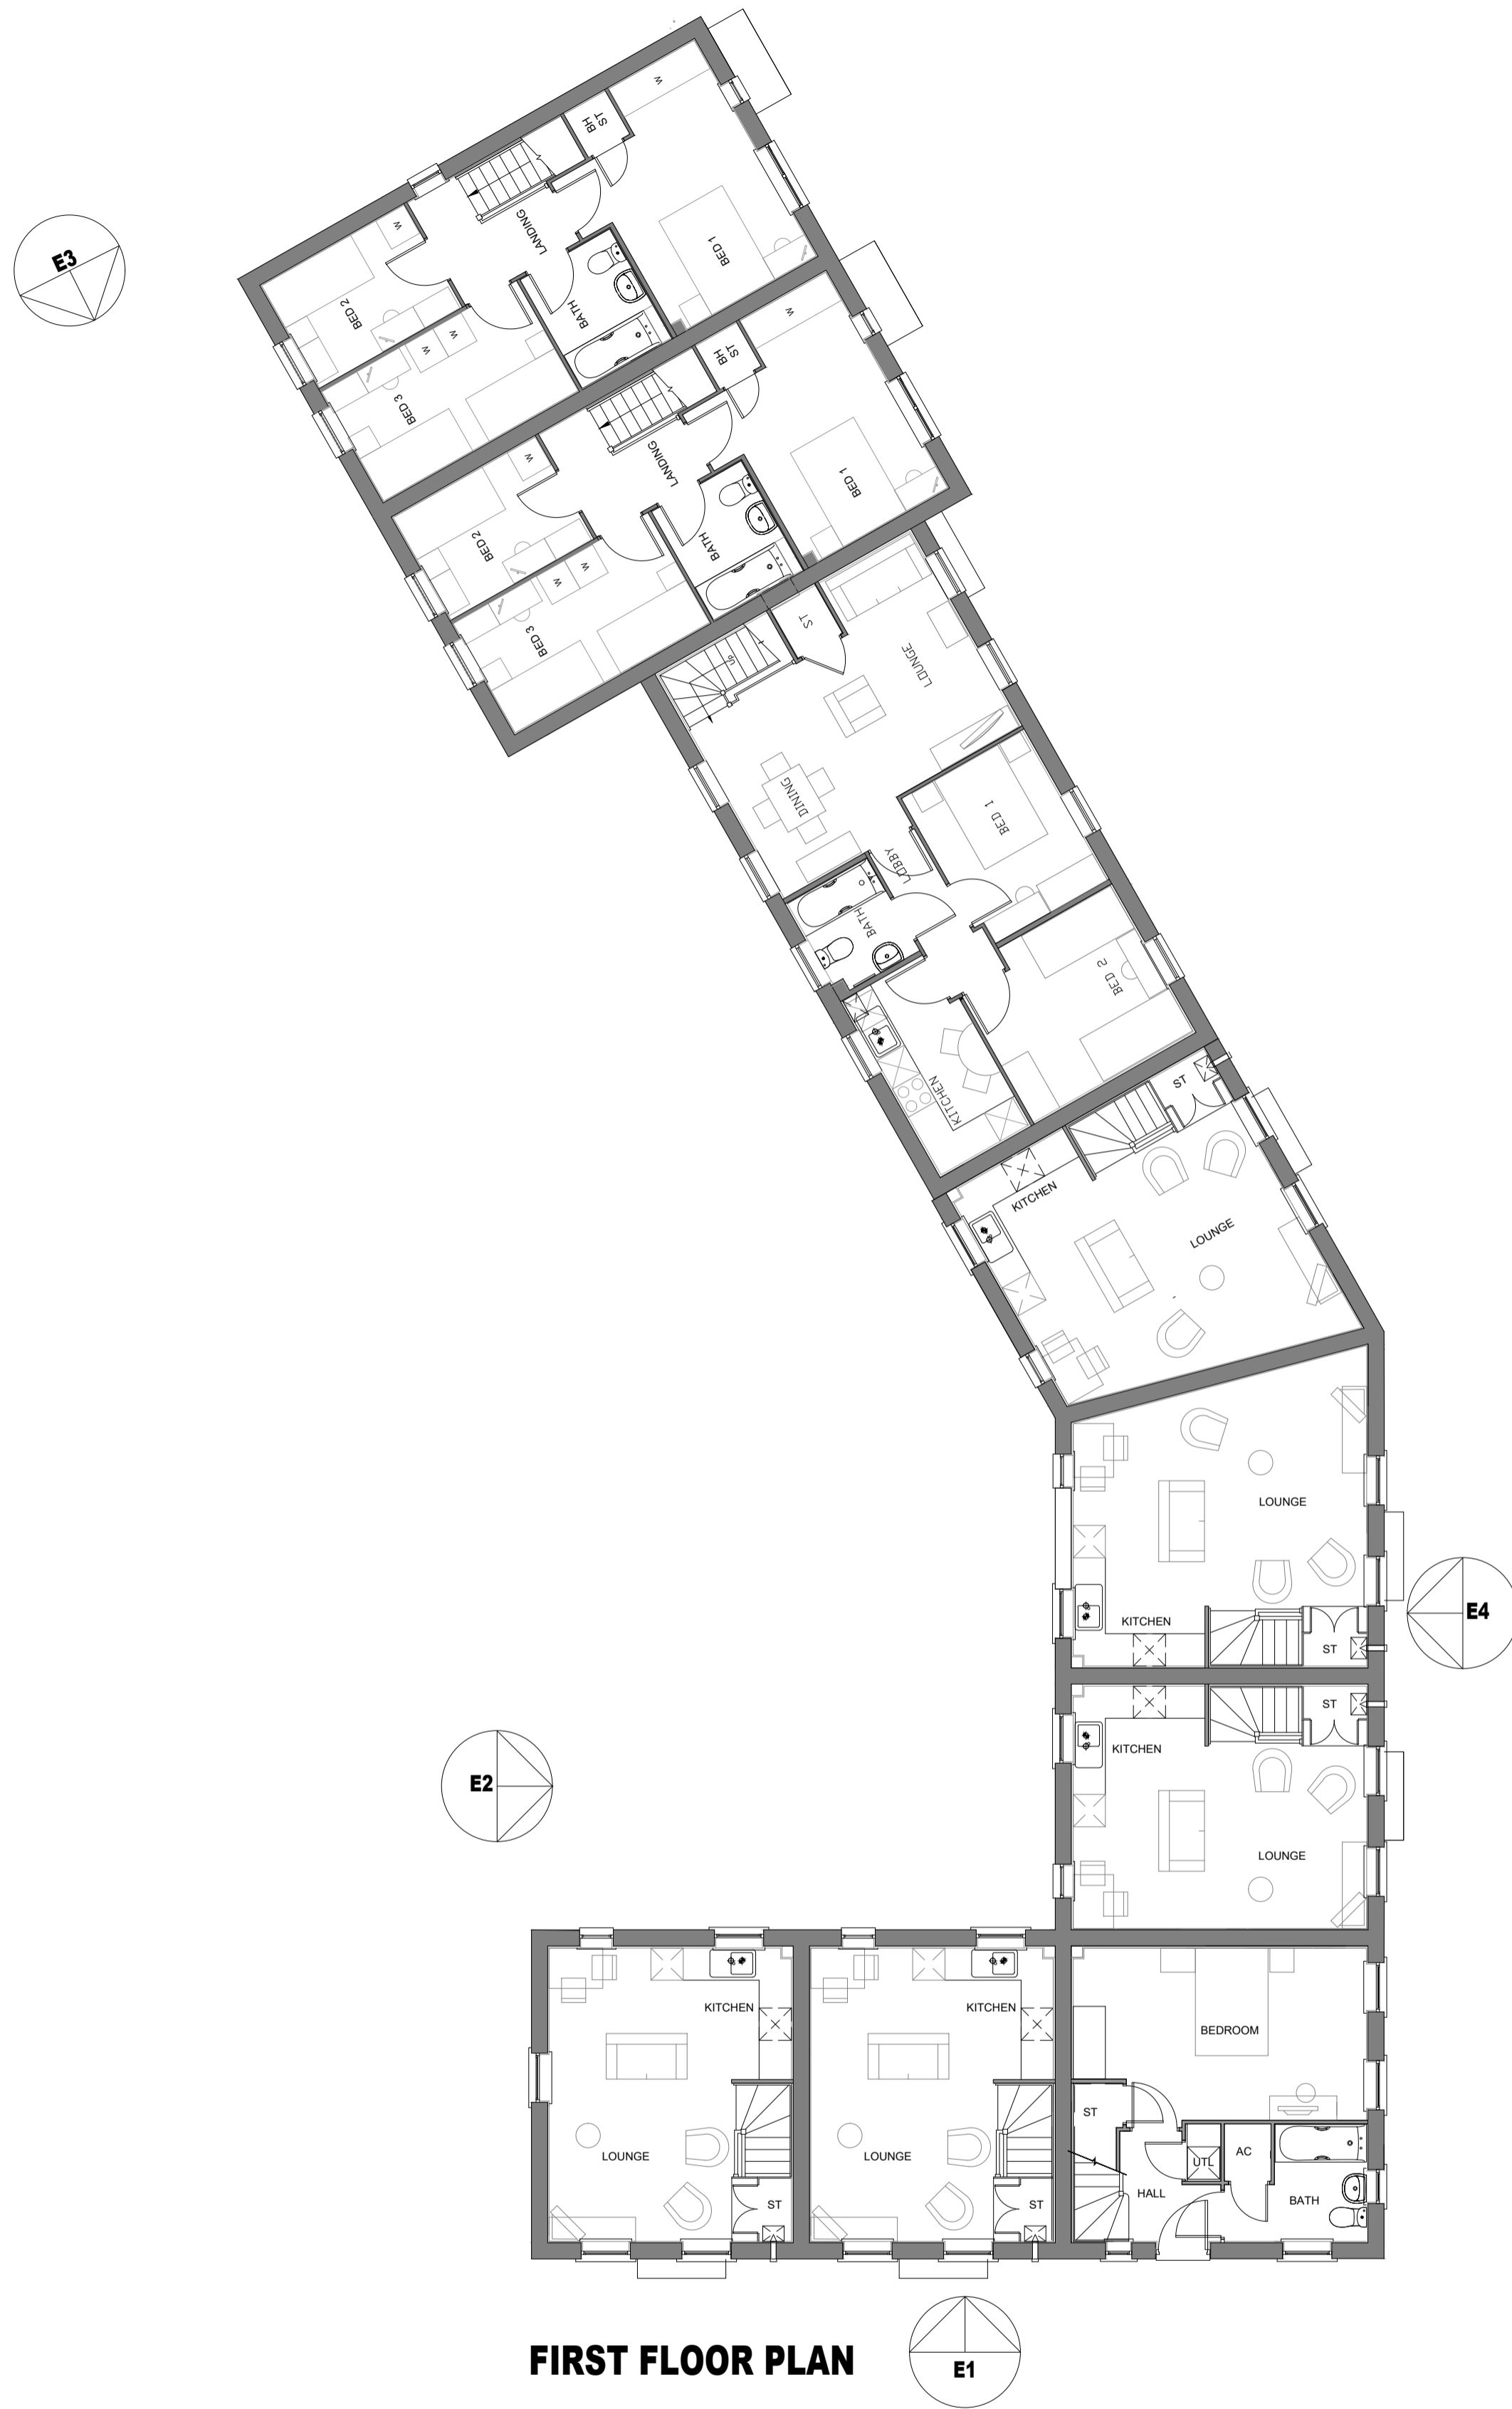 W
BH
ST
LANDING
W
BED 1
E3
BATH
BED 2
W
W
BED 3
W
BH
ST
LANDING
W
BED 1
BATH
BED 2
W
W
BED 3
ST
UP
LOUNGE
DINING
BED 1
LOBBY
BATH
BED 2
KITCHEN
ST
KITCHEN
LOUNGE
LOUNGE
KITCHEN
ST
E4
ST
KITCHEN
E2
LOUNGE
KITCHEN
KITCHEN
BEDROOM
ST
LOUNGE
LOUNGE
UTL
AC
HALL
BATH
ST
ST
FIRST FLOOR PLAN
E1